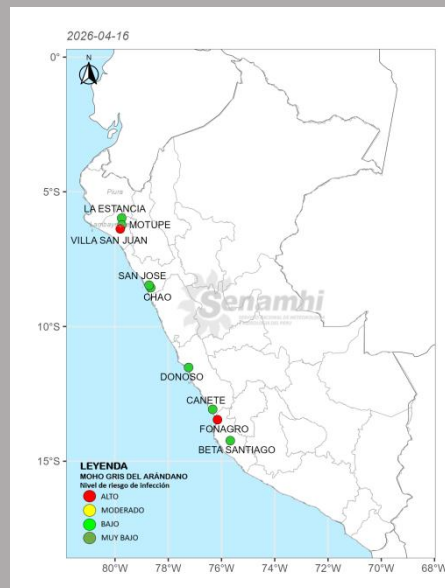 2026-04-16
N
0°
5°S
10°S
15°S
Piura
LA ESTANCIA
MOTUPE
VILLA SAN JUAN
SAN JOSE
CHAO
Senamhi
DONOSO
CANETE
FONAGRO
BETA SANTIAGO
LEYENDA
MOHO GRIS DEL ARÁNDANO
Nivel de riesgo de infección
ALTO
MODERADO
BAJO
MUY BAJO
80°W 78°W 76°W 74°W 72°W 70°W 68°W